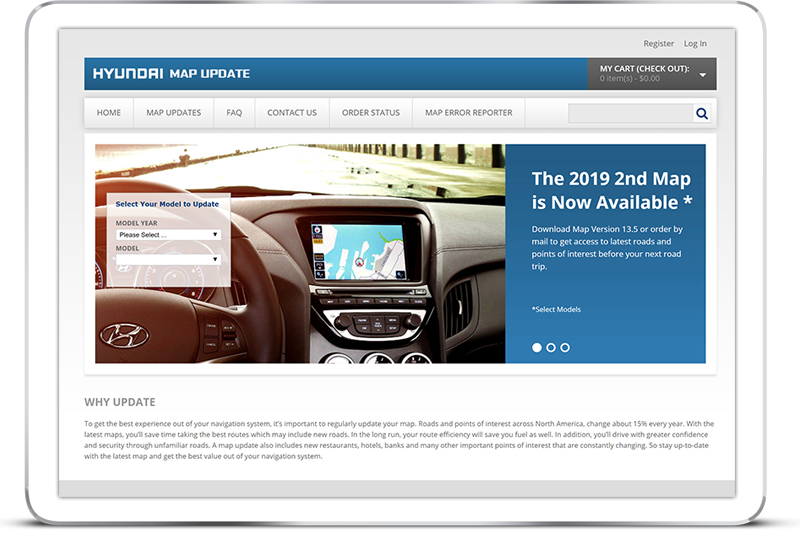 Register Log In
HYUNDAI MAP UPDATE
MY CART (CHECK OUT):
0 item(s) - $0.00
HOME MAP UPDATES FAQ CONTACT US ORDER STATUS MAP ERROR REPORTER
Select Your Model to Update
MODEL YEAR
Please Select ...
MODEL
The 2019 2nd Map
is Now Available *
Download Map Version 13.5 or order by
mail to get access to latest roads and
points of interest before your next road
trip.
*Select Models
WHY UPDATE
To get the best experience out of your navigation system, it's important to regularly update your map. Roads and points of interest across North America, change about 15% every year. With the
latest maps, you'll save time taking the best routes which may include new roads. In the long run, your route efficiency will save you fuel as well. In addition, you'll drive with greater confidence
and security through unfamiliar roads. A map update also includes new restaurants, hotels, banks and many other important points of interest that are constantly changing. So stay up-to-date
with the latest map and get the best value out of your navigation system.